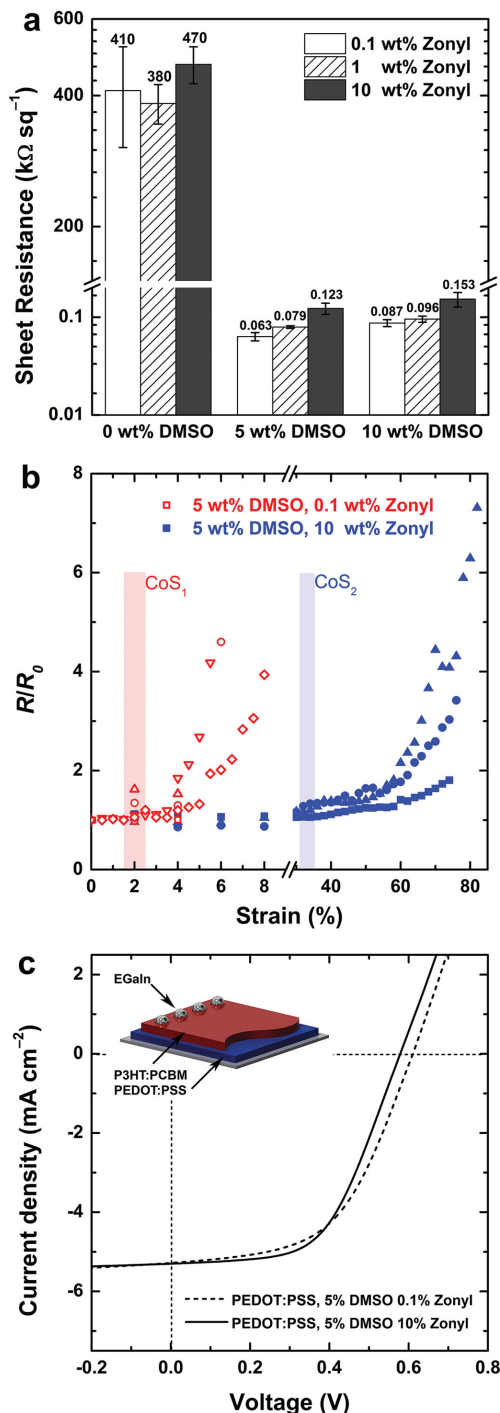 a
600
400
200
0.1
0.01
Sheet Resistance (kΩ sq⁻¹)
410
380
470
0.1 wt% Zonyl
1 wt% Zonyl
10 wt% Zonyl
0.063
0.079
0.123
0.087
0.096
0.153
0 wt% DMSO
5 wt% DMSO
10 wt% DMSO
b
8
6
4
2
0
R/R₀
5 wt% DMSO, 0.1 wt% Zonyl
5 wt% DMSO, 10 wt% Zonyl
CoS₁
CoS₂
0 2 4 6 8 40 60 80
Strain (%)
c
2
0
-2
-4
-6
Current density (mA cm⁻²)
EGaIn
P3HT:PCBM
PEDOT:PSS
PEDOT:PSS, 5% DMSO 0.1% Zonyl
PEDOT:PSS, 5% DMSO 10% Zonyl
-0.2 0.0 0.2 0.4 0.6 0.8
Voltage (V)